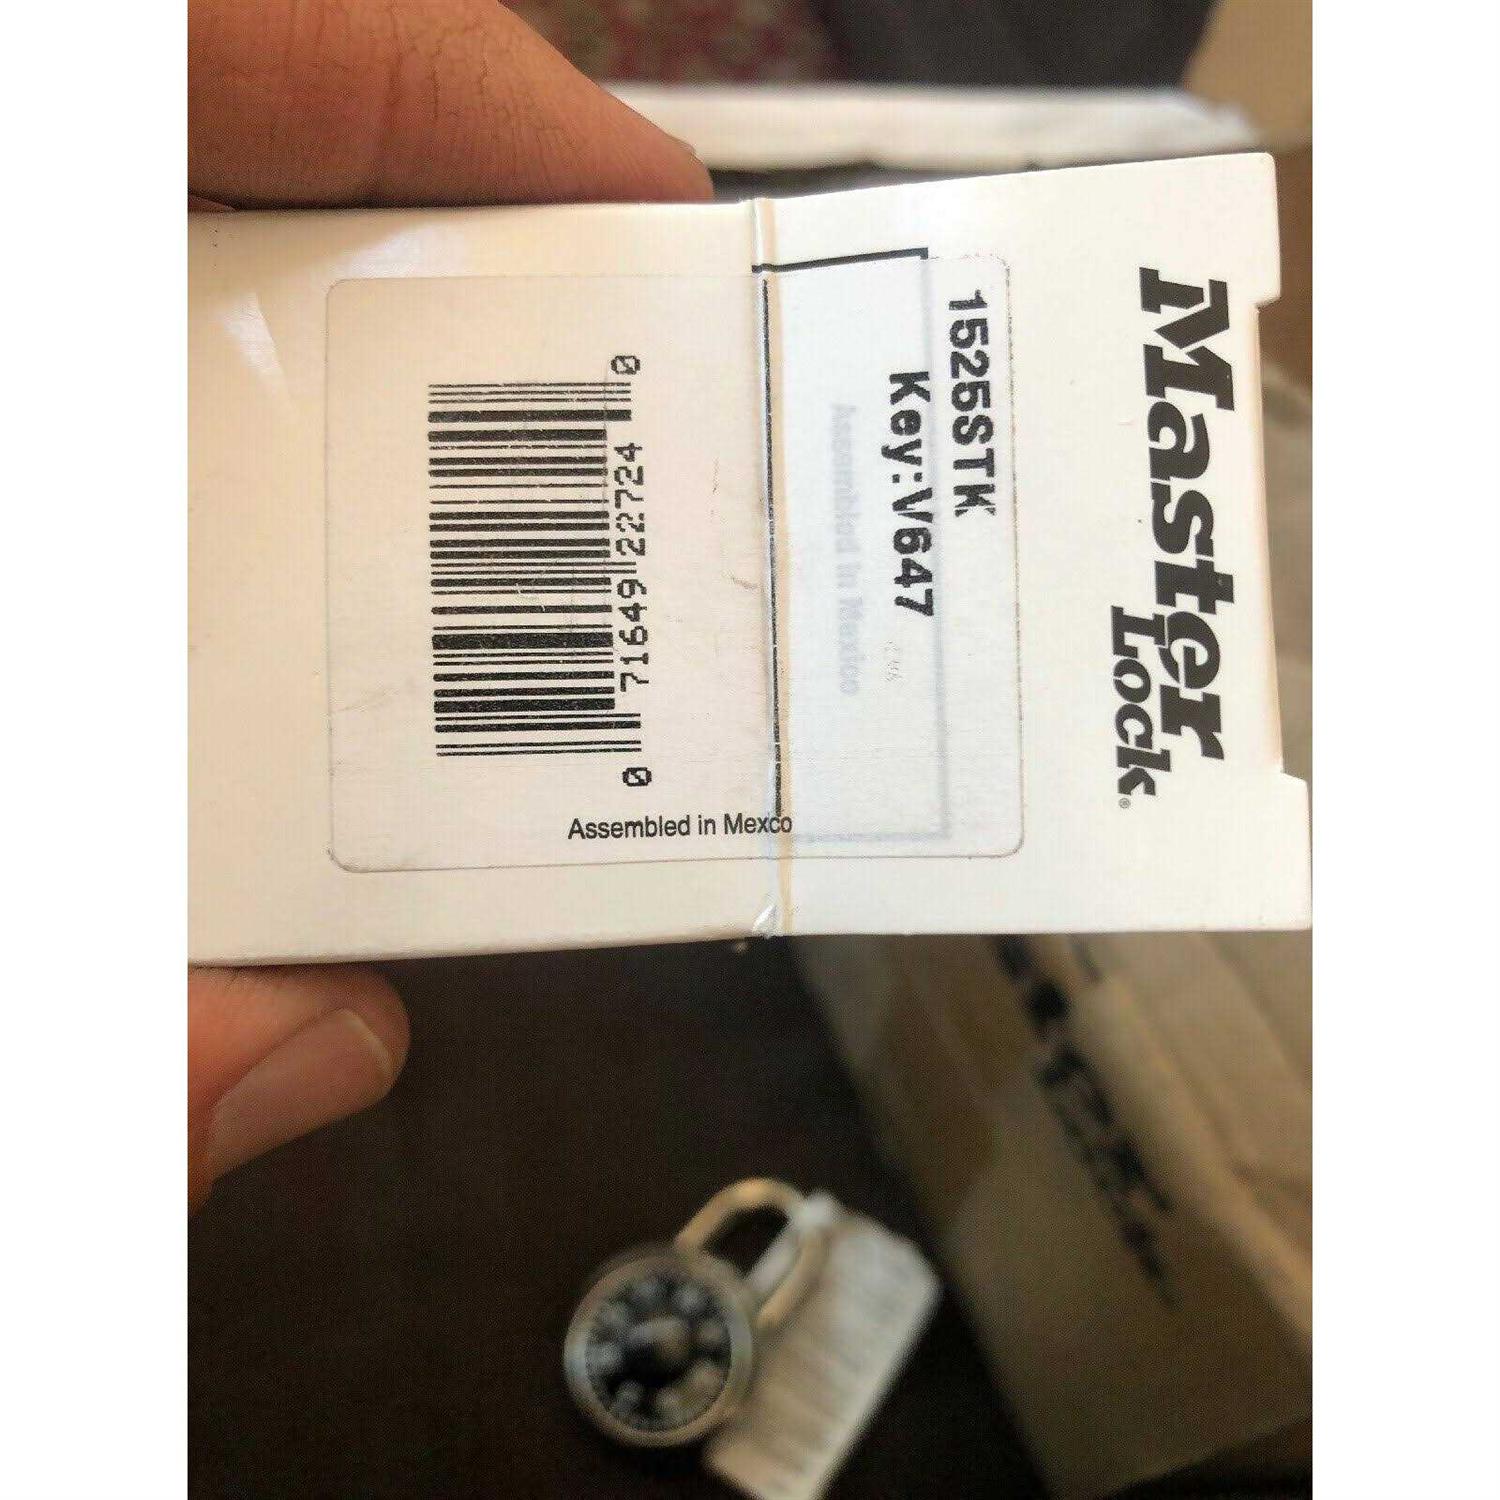 Master
Lock®
1525STK
Key:V647
Assembled in Mexico
0 71649 22724 0
Assembled in Mexco